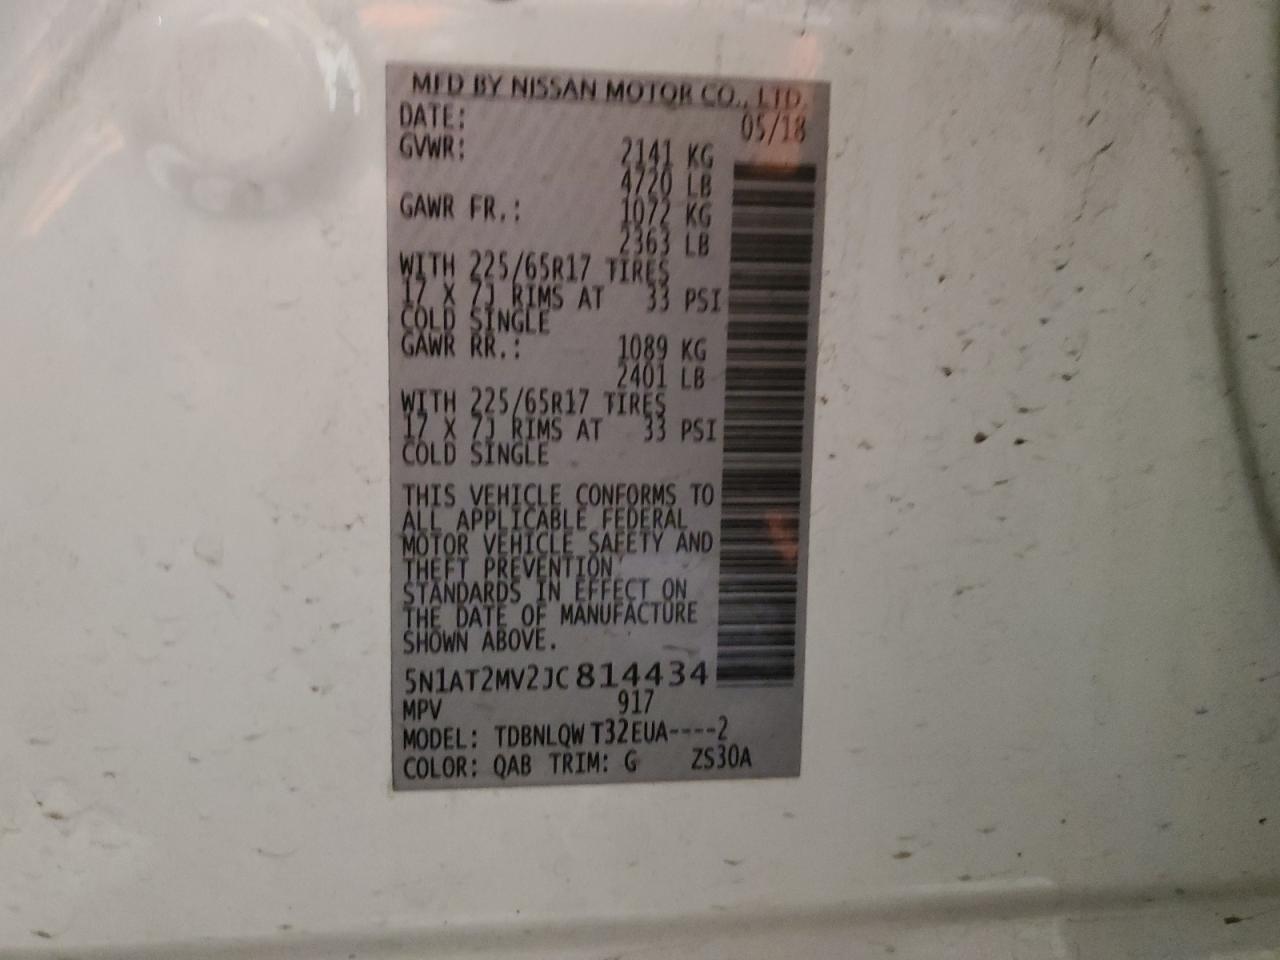 MFD BY NISSAN MOTOR CO., LTD.
DATE: 05/18
GVWR: 2141 KG
4720 LB
GAWR FR.: 1072 KG
2363 LB
WITH 225/65R17 TIRES
17 X 7J RIMS AT 33 PSI
COLD SINGLE
GAWR RR.: 1089 KG
2401 LB
WITH 225/65R17 TIRES
17 X 7J RIMS AT 33 PSI
COLD SINGLE
THIS VEHICLE CONFORMS TO
ALL APPLICABLE FEDERAL
MOTOR VEHICLE SAFETY AND
THEFT PREVENTION
STANDARDS IN EFFECT ON
THE DATE OF MANUFACTURE
SHOWN ABOVE.
5N1AT2MV2JC814434
MPV 917
MODEL: TDBNLQW T32EUA----2
COLOR: QAB TRIM: G ZS30A